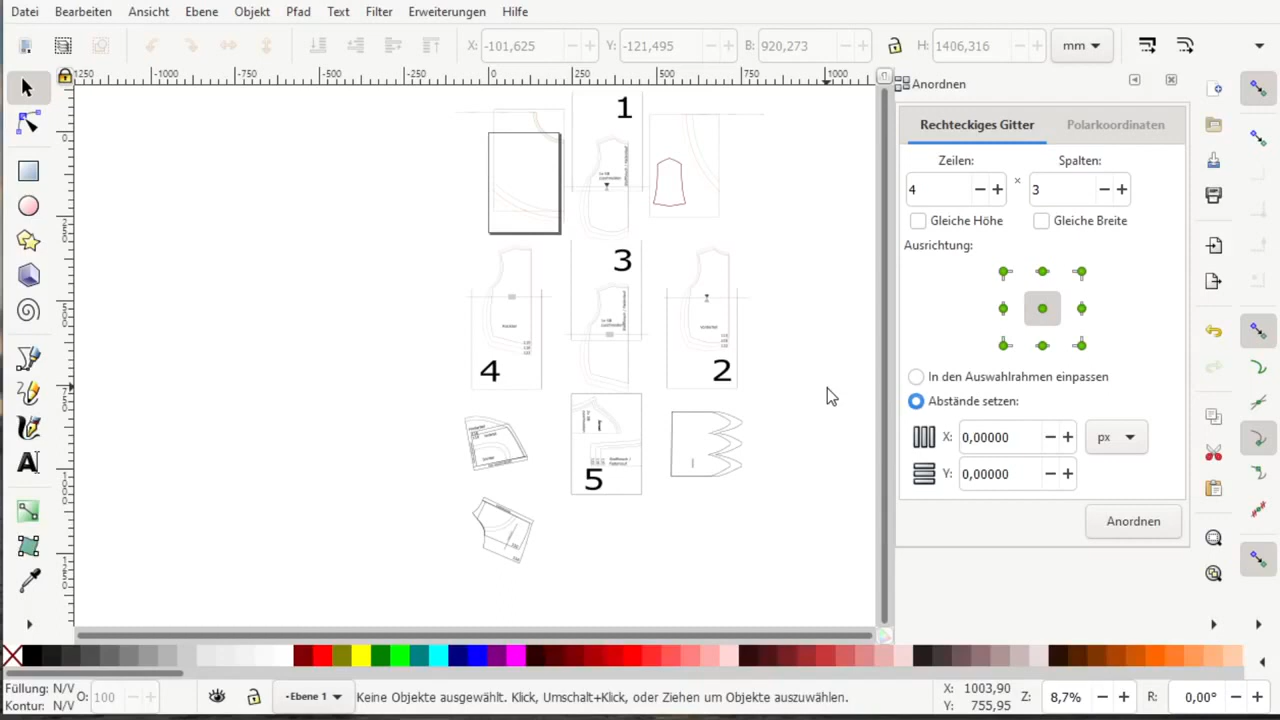 Datei Bearbeiten Ansicht Ebene Objekt Pfad Text Filter Erweiterungen Hilfe
X: -101,625 Y: -121,495 B: 920,273 H: 1406,316 mm
1250 -1000 -750 -500 -250 0 250 500 750 1000
Anordnen
Rechteckiges Gitter Polarkoordinaten
Zeilen: Spalten:
4 × 3
Gleiche Höhe Gleiche Breite
Ausrichtung:
In den Auswahlrahmen einpassen
Abstände setzen:
X: 0,00000 px
Y: 0,00000
Anordnen
1
3
4
2
5
Füllung: N/V
Kontur: N/V
O: 100
Ebene 1
Keine Objekte ausgewählt. Klick, Umschalt+Klick, oder Ziehen um Objekte auszuwählen.
X: 1003,90
Y: 755,95
Z: 8,7%
R: 0,00°